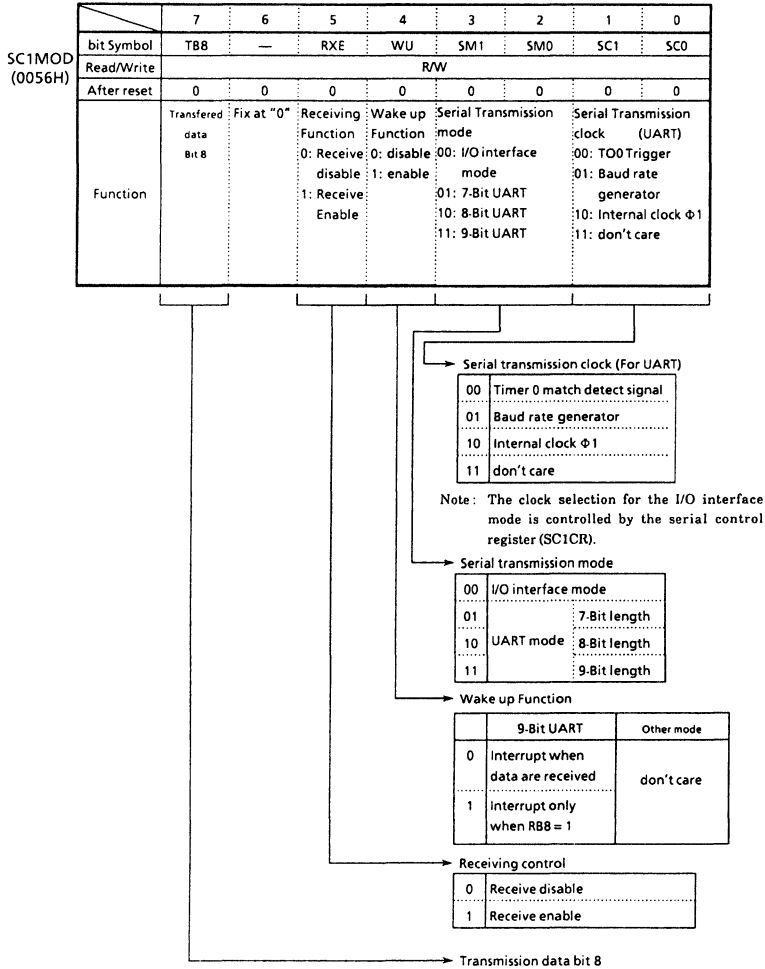 7 6 5 4 3 2 1 0
SC1MOD
(0056H)
bit Symbol TB8 — RXE WU SM1 SM0 SC1 SC0
Read/Write R/W
After reset 0 0 0 0 0 0 0 0
Function
Transfered
data
Bit 8
Fix at "0"
Receiving
Function
0: Receive
disable
1: Receive
Enable
Wake up
Function
0: disable
1: enable
Serial Transmission
mode
00: I/O interface
mode
01: 7-Bit UART
10: 8-Bit UART
11: 9-Bit UART
Serial Transmission
clock (UART)
00: TO0 Trigger
01: Baud rate
generator
10: Internal clock Φ1
11: don't care
Serial transmission clock (For UART)
00 Timer 0 match detect signal
01 Baud rate generator
10 Internal clock Φ1
11 don't care
Note: The clock selection for the I/O interface
mode is controlled by the serial control
register (SC1CR).
Serial transmission mode
00 I/O interface mode
01 7-Bit length
10 UART mode 8-Bit length
11 9-Bit length
Wake up Function
9-Bit UART Other mode
0 Interrupt when
data are received
don't care
1 Interrupt only
when RB8 = 1
Receiving control
0 Receive disable
1 Receive enable
Transmission data bit 8